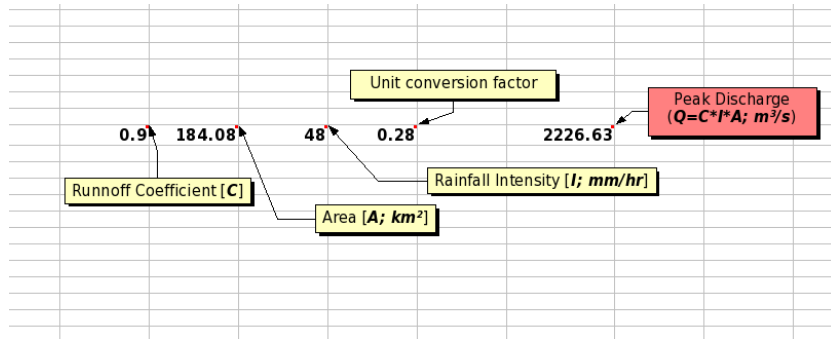 Unit conversion factor
Peak Discharge
(Q=C*I*A; m³/s)
0.9 184.08 48 0.28 2226.63
Runnoff Coefficient [C]
Rainfall Intensity [I; mm/hr]
Area [A; km²]